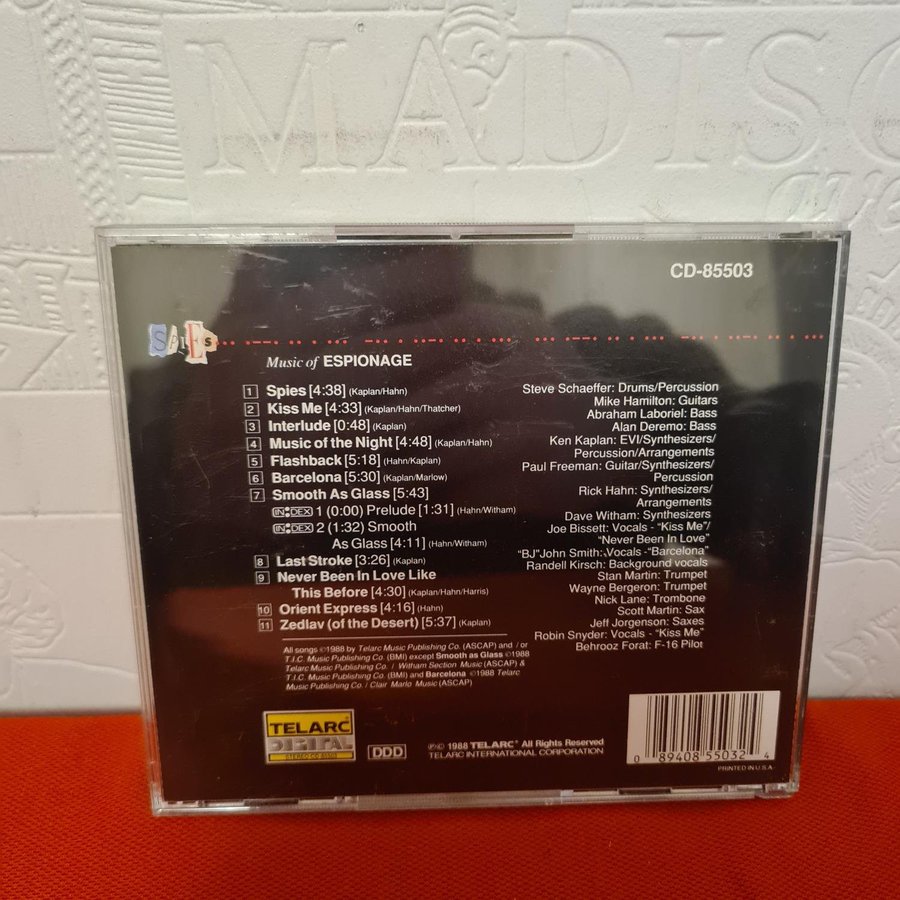 MADISO
CD-85503
SPIEs
Music of ESPIONAGE
1 Spies [4:38] (Kaplan/Hahn)
2 Kiss Me [4:33] (Kaplan/Hahn/Thatcher)
3 Interlude [0:48] (Kaplan)
4 Music of the Night [4:48] (Kaplan/Hahn)
5 Flashback [5:18] (Hahn/Kaplan)
6 Barcelona [5:30] (Kaplan/Marlow)
7 Smooth As Glass [5:43]
INDEX 1 (0:00) Prelude [1:31] (Hahn/Witham)
INDEX 2 (1:32) Smooth
As Glass [4:11] (Hahn/Witham)
8 Last Stroke [3:26] (Kaplan)
9 Never Been In Love Like
This Before [4:30] (Kaplan/Hahn/Harris)
10 Orient Express [4:16] (Hahn)
11 Zedlav (of the Desert) [5:37] (Kaplan)
Steve Schaeffer: Drums/Percussion
Mike Hamilton: Guitars
Abraham Laboriel: Bass
Alan Deremo: Bass
Ken Kaplan: EVI/Synthesizers/
Percussion/Arrangements
Paul Freeman: Guitar/Synthesizers/
Percussion
Rick Hahn: Synthesizers/
Arrangements
Dave Witham: Synthesizers
Joe Bissett: Vocals - "Kiss Me"/
"Never Been In Love"
"BJ" John Smith: Vocals - "Barcelona"
Randell Kirsch: Background vocals
Stan Martin: Trumpet
Wayne Bergeron: Trumpet
Nick Lane: Trombone
Scott Martin: Sax
Jeff Jorgenson: Saxes
Robin Snyder: Vocals - "Kiss Me"
Behrooz Forat: F-16 Pilot
All songs ©1988 by Telarc Music Publishing Co. (ASCAP) and / or
T.I.C. Music Publishing Co. (BMI) except Smooth as Glass ©1988
Telarc Music Publishing Co. / Witham Section Music (ASCAP) &
T.I.C. Music Publishing Co. (BMI) and Barcelona ©1988 Telarc
Music Publishing Co. / Clair Marlo Music (ASCAP)
TELARC
DIGITAL
STEREO CD-85503
DDD
℗© 1988 TELARC® All Rights Reserved
TELARC INTERNATIONAL CORPORATION
0 89408 55032 4
PRINTED IN U.S.A.